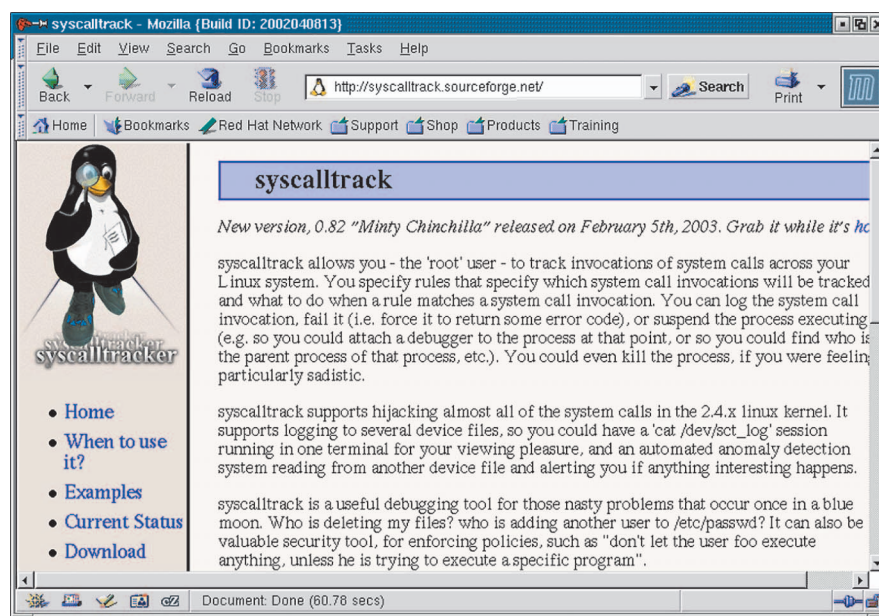 syscalltrack - Mozilla {Build ID: 2002040813}
File Edit View Search Go Bookmarks Tasks Help
Back Forward Reload Stop http://syscalltrack.sourceforge.net/ Search Print
Home Bookmarks Red Hat Network Support Shop Products Training
syscalltracker
Home
When to use
it?
Examples
Current Status
Download
syscalltrack
New version, 0.82 "Minty Chinchilla" released on February 5th, 2003. Grab it while it's
syscalltrack allows you - the 'root' user - to track invocations of system calls across your
Linux system. You specify rules that specify which system call invocations will be tracked
and what to do when a rule matches a system call invocation. You can log the system call
invocation, fail it (i.e. force it to return some error code), or suspend the process executing
(e.g. so you could attach a debugger to the process at that point, or so you could find who is
the parent process of that process, etc.). You could even kill the process, if you were feelin
particularly sadistic.
syscalltrack supports hijacking almost all of the system calls in the 2.4.x linux kernel. It
supports logging to several device files, so you could have a 'cat /dev/sct_log' session
running in one terminal for your viewing pleasure, and an automated anomaly detection
system reading from another device file and alerting you if anything interesting happens.
syscalltrack is a useful debugging tool for those nasty problems that occur once in a blue
moon. Who is deleting my files? who is adding another user to /etc/passwd? It can also be
valuable security tool, for enforcing policies, such as "don't let the user foo execute
anything, unless he is trying to execute a specific program".
Document: Done (60.78 secs)